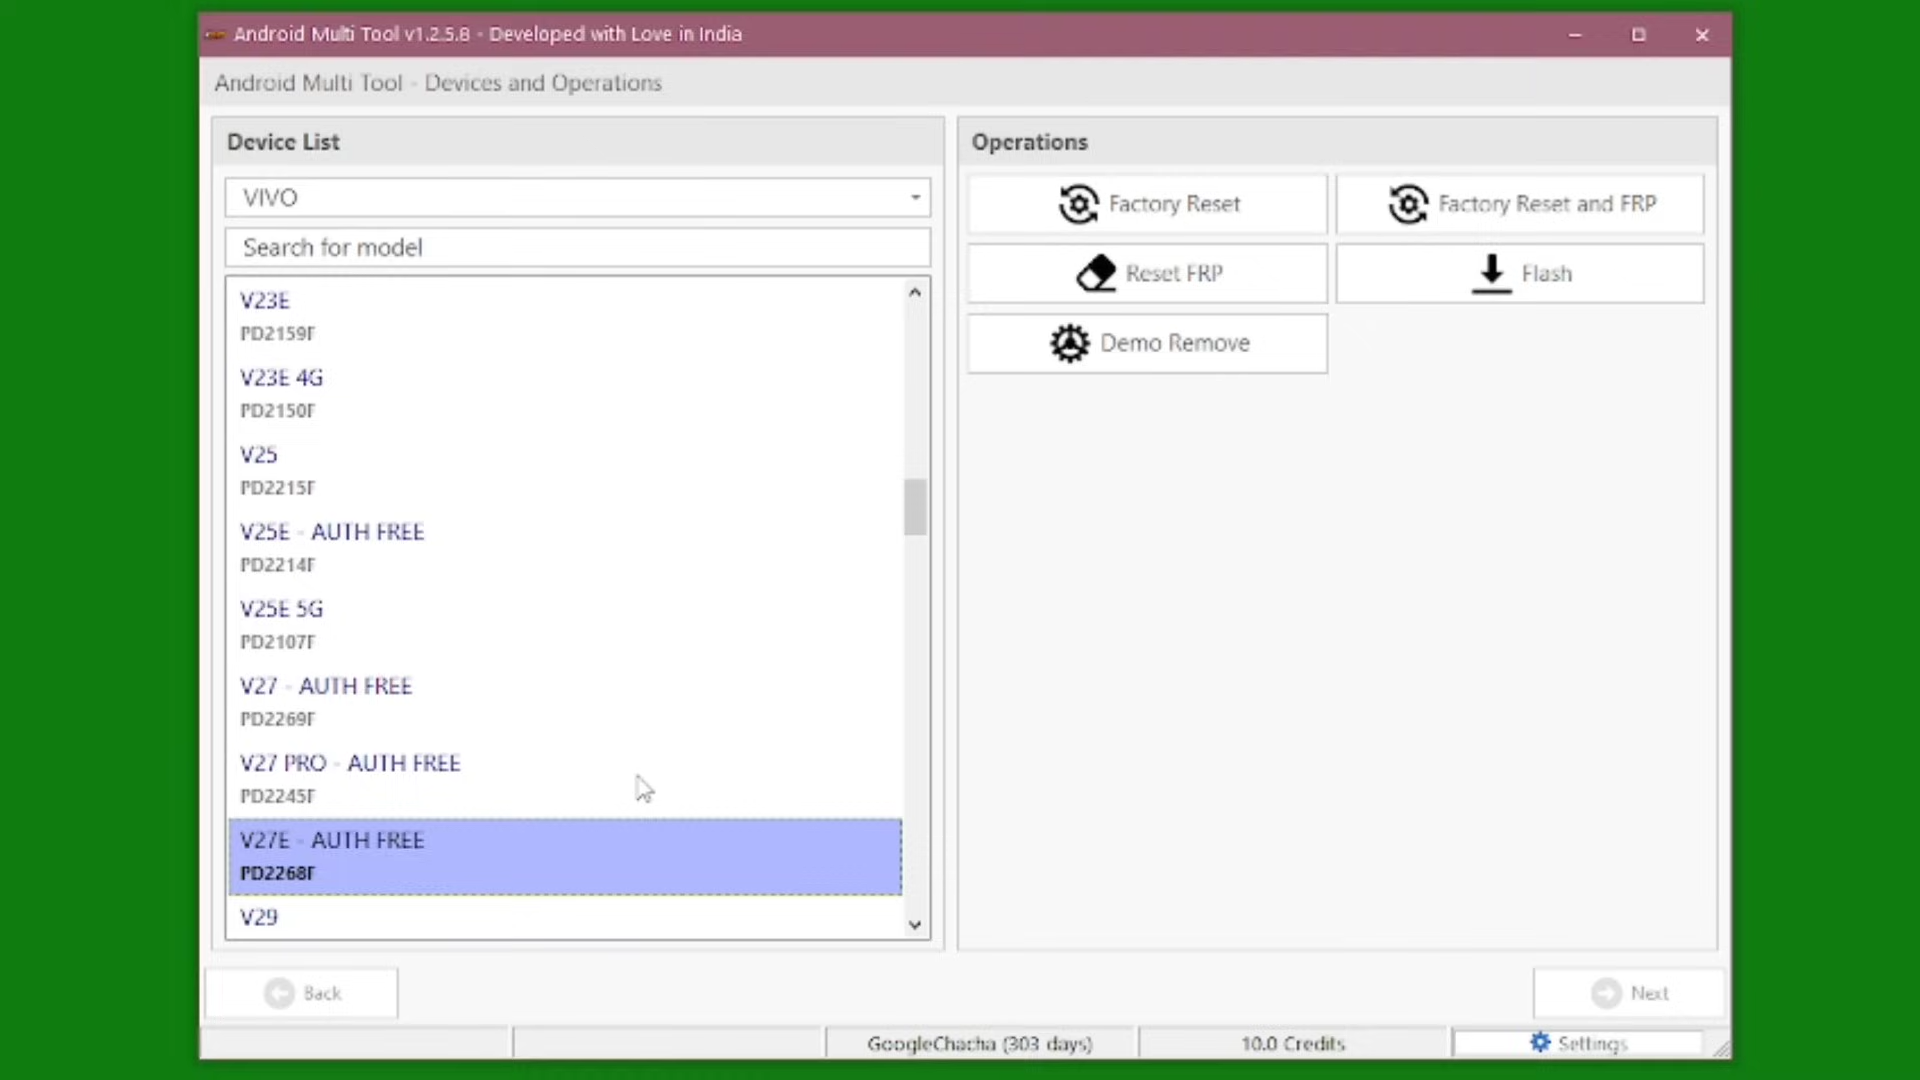 Android Multi Tool v1.2.5.8 - Developed with Love in India
Android Multi Tool - Devices and Operations
Device List
VIVO
Search for model
V23E
PD2159F
V23E 4G
PD2150F
V25
PD2215F
V25E - AUTH FREE
PD2214F
V25E 5G
PD2107F
V27 - AUTH FREE
PD2269F
V27 PRO - AUTH FREE
PD2245F
V27E - AUTH FREE
PD2268F
V29
Operations
Factory Reset
Factory Reset and FRP
Reset FRP
Flash
Demo Remove
Back
Next
GoogleChacha (303 days)
10.0 Credits
Settings